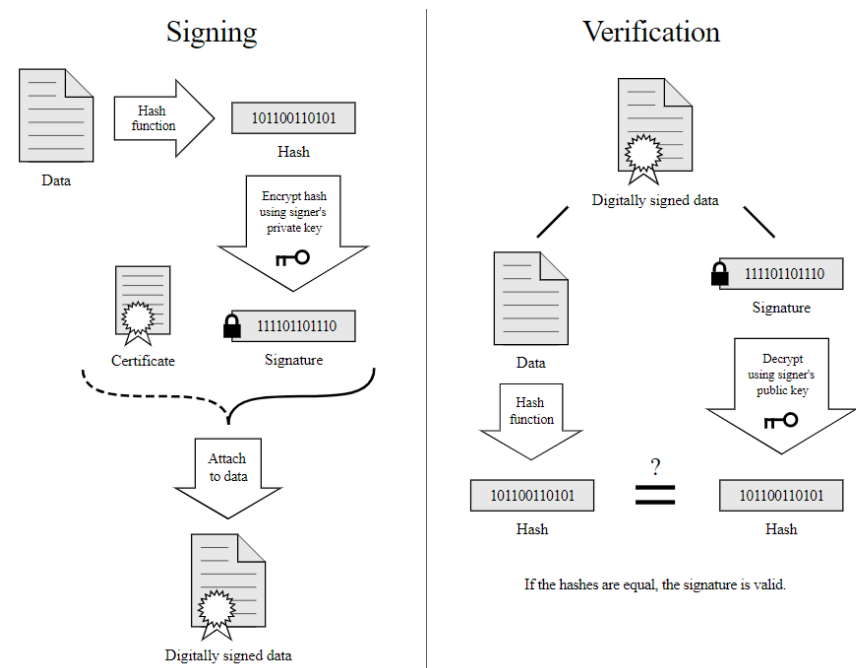 Signing
Hash
function
101100110101
Hash
Data
Encrypt hash
using signer's
private key
111101101110
Certificate
Signature
Attach
to data
Digitally signed data
Verification
Digitally signed data
111101101110
Signature
Data
Decrypt
using signer's
public key
Hash
function
?
101100110101
101100110101
Hash
Hash
If the hashes are equal, the signature is valid.